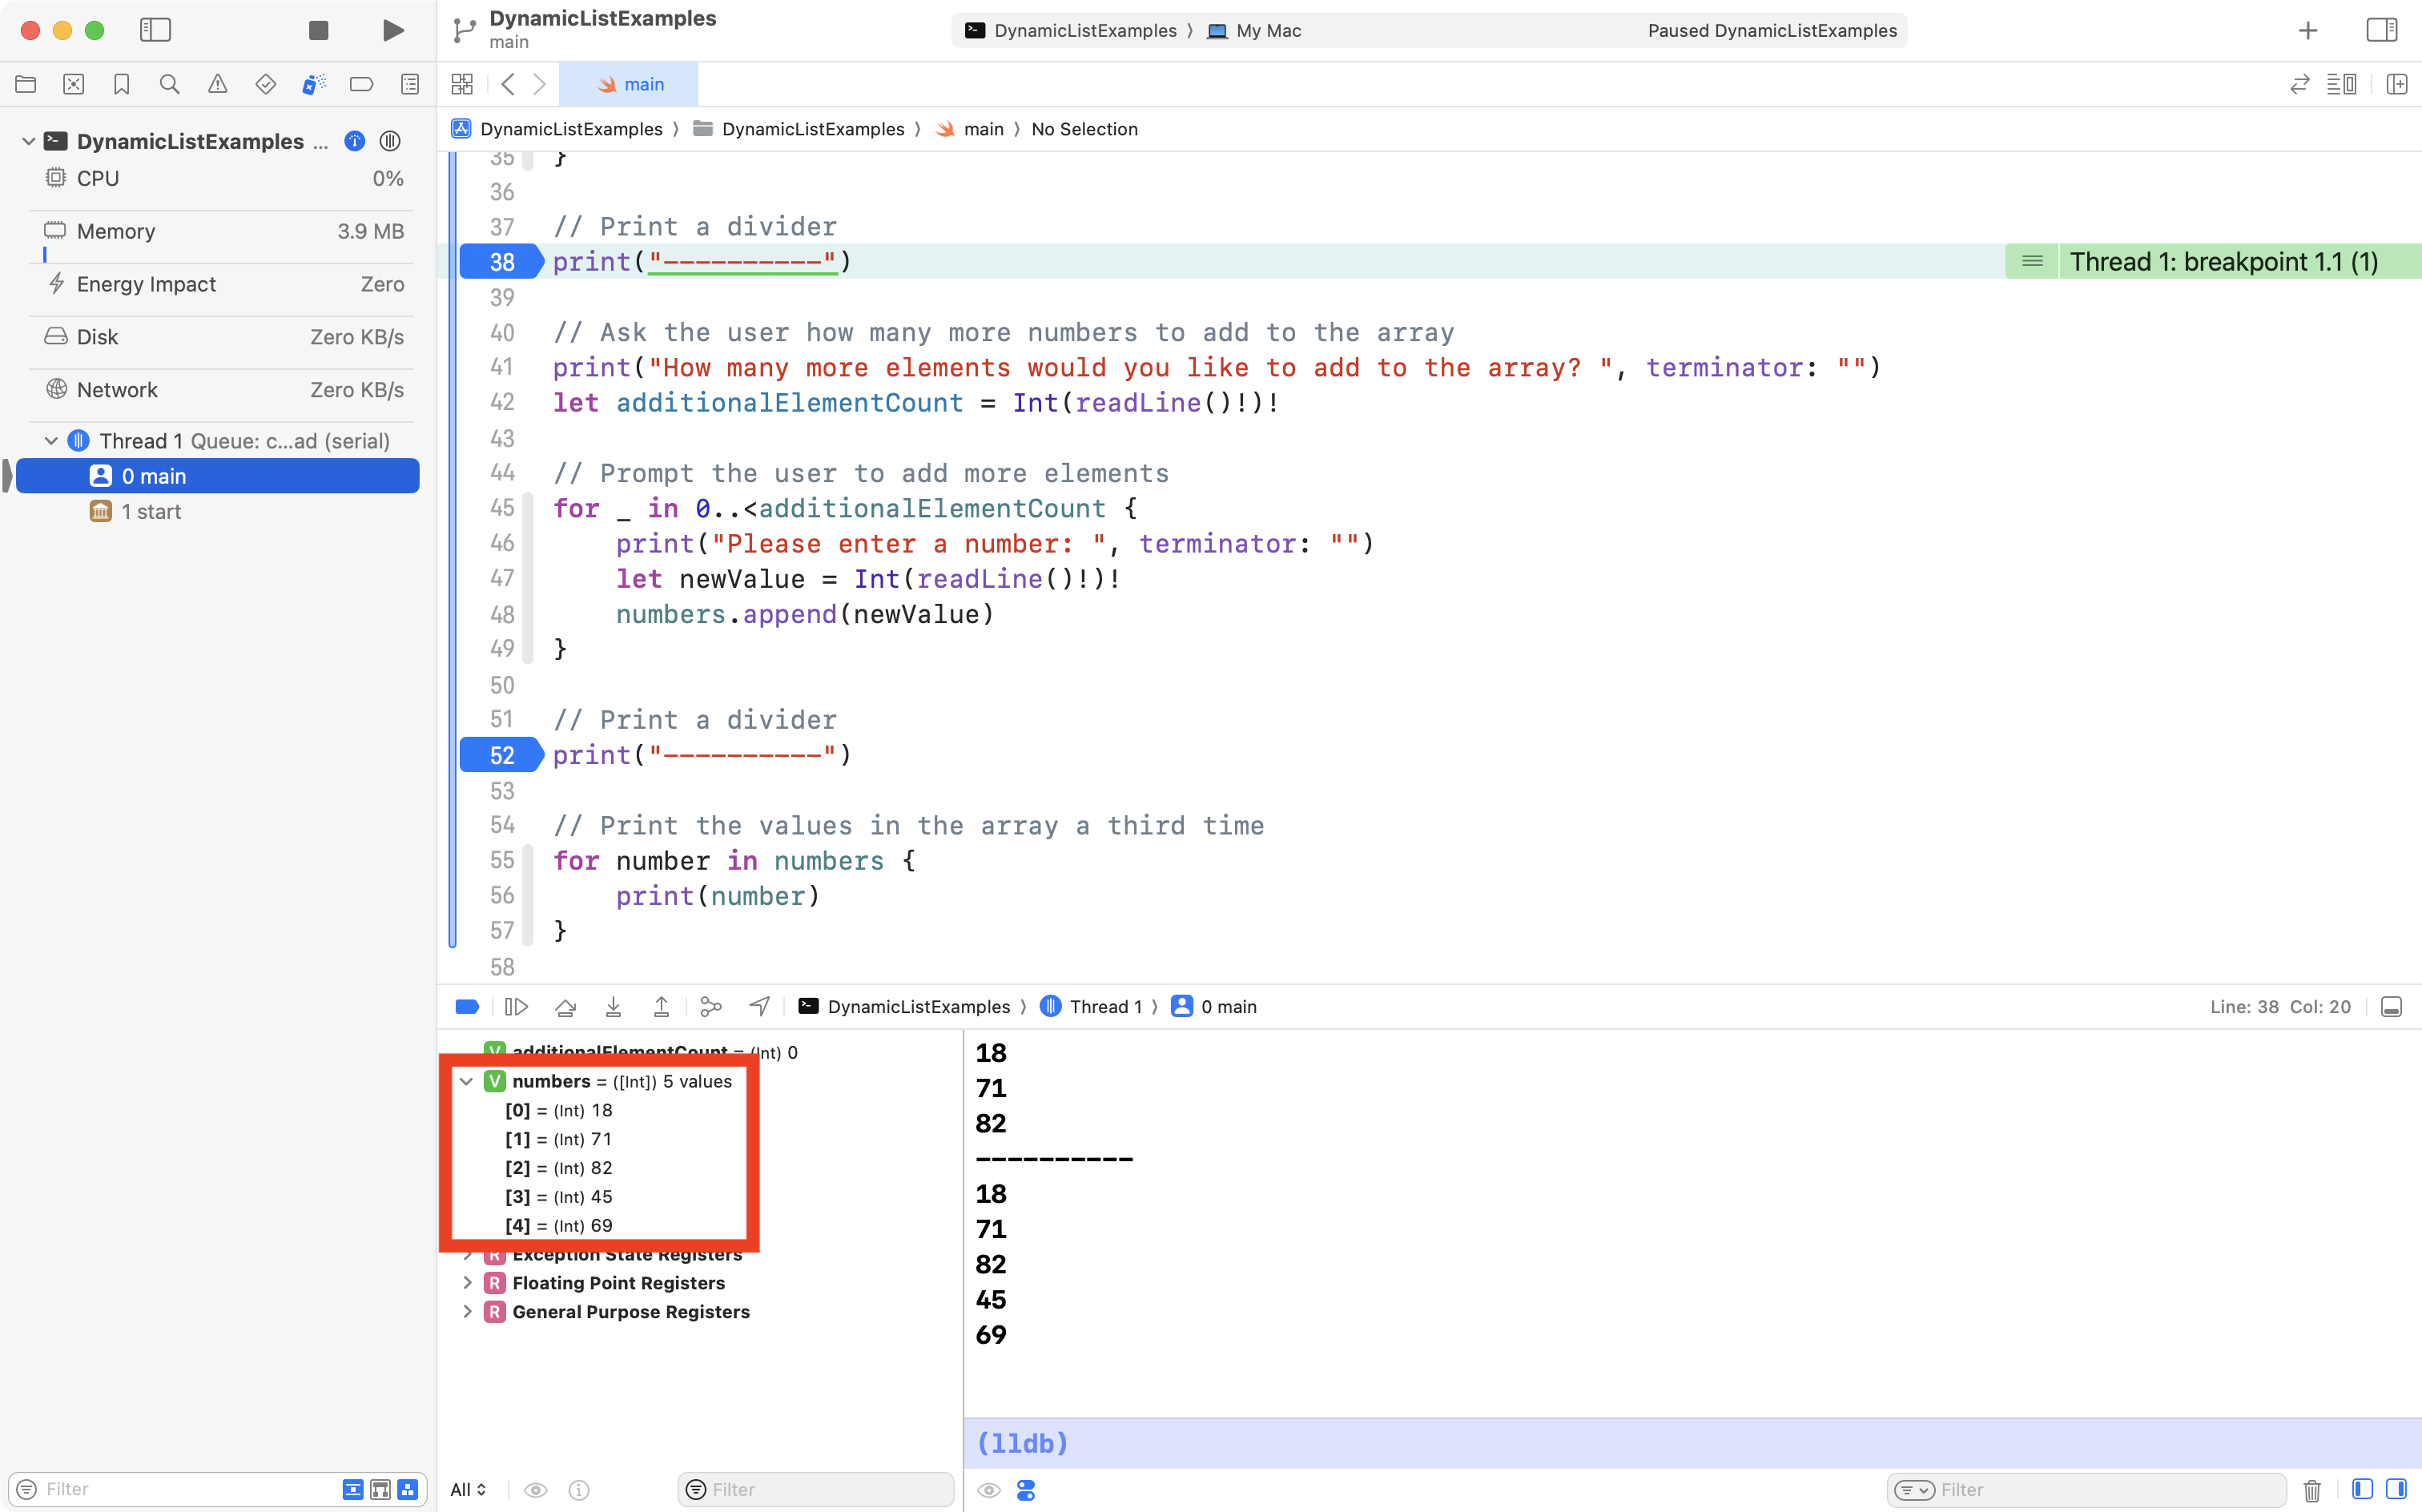 DynamicListExamples
main
DynamicListExamples 〉 My Mac
Paused DynamicListExamples
main
DynamicListExamples 〉 DynamicListExamples 〉 main 〉 No Selection
DynamicListExamples ...
CPU 0%
Memory 3.9 MB
Energy Impact Zero
Disk Zero KB/s
Network Zero KB/s
Thread 1 Queue: c...ad (serial)
0 main
1 start
Filter
35 }
36
37 // Print a divider
38 print("----------")
Thread 1: breakpoint 1.1 (1)
39
40 // Ask the user how many more numbers to add to the array
41 print("How many more elements would you like to add to the array? ", terminator: "")
42 let additionalElementCount = Int(readLine()!)!
43
44 // Prompt the user to add more elements
45 for _ in 0..<additionalElementCount {
46     print("Please enter a number: ", terminator: "")
47     let newValue = Int(readLine()!)!
48     numbers.append(newValue)
49 }
50
51 // Print a divider
52 print("----------")
53
54 // Print the values in the array a third time
55 for number in numbers {
56     print(number)
57 }
58
DynamicListExamples 〉 Thread 1 〉 0 main
Line: 38 Col: 20
V additionalElementCount = (Int) 0
V numbers = ([Int]) 5 values
[0] = (Int) 18
[1] = (Int) 71
[2] = (Int) 82
[3] = (Int) 45
[4] = (Int) 69
R Exception State Registers
R Floating Point Registers
R General Purpose Registers
All
Filter
18
71
82
----------
18
71
82
45
69
(lldb)
Filter